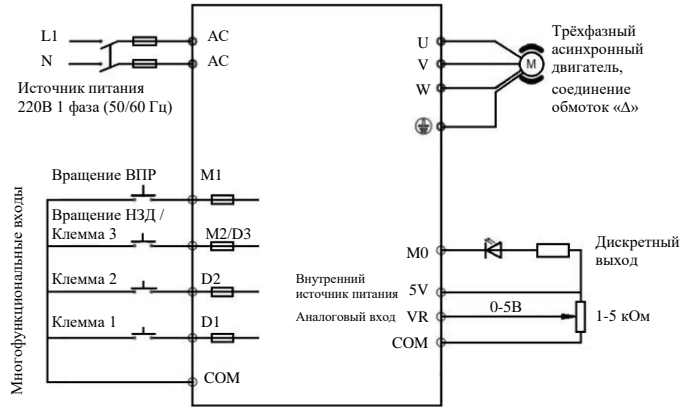 L1
AC
N
AC
Источник питания
220В 1 фаза (50/60 Гц)
U
V
W
M
Трёхфазный
асинхронный
двигатель,
соединение
обмоток «Δ»
Многофункциональные входы
Вращение ВПР
M1
Вращение НЗД /
Клемма 3
M2/D3
Клемма 2
D2
Клемма 1
D1
COM
M0
Дискретный
выход
Внутренний
источник питания
5V
Аналоговый вход
VR
0-5В
1-5 кОм
COM